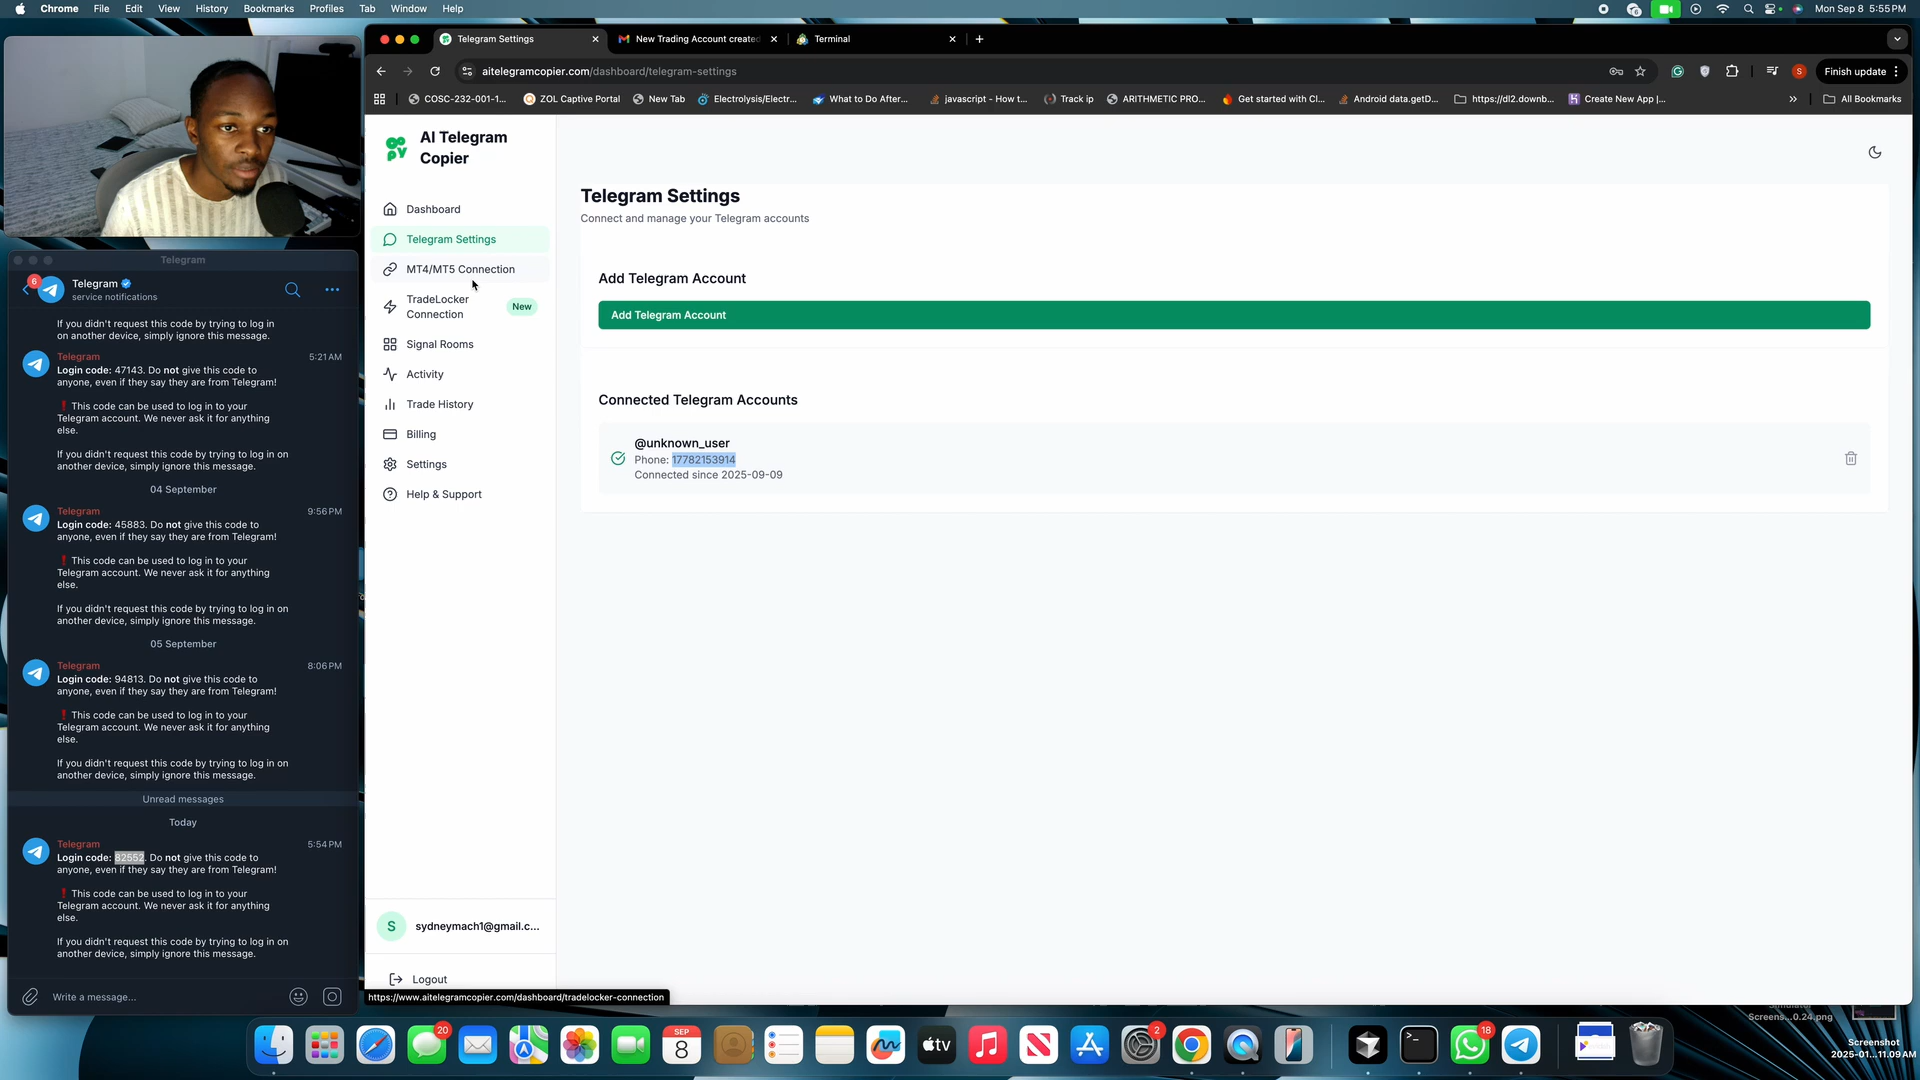 Chrome File Edit View History Bookmarks Profiles Tab Window Help
Mon Sep 8 5:55 PM
Telegram Settings
New Trading Account created
Terminal
aitelegramcopier.com/dashboard/telegram-settings
Finish update
COSC-232-001-1...
ZOL Captive Portal
New Tab
Electrolysis/Electr...
What to Do After...
javascript - How t...
Track ip
ARITHMETIC PRO...
Get started with Cl...
Android data.getD...
https://dl2.downb...
Create New App |...
All Bookmarks
AI Telegram
Copier
Dashboard
Telegram Settings
MT4/MT5 Connection
TradeLocker
Connection
New
Signal Rooms
Activity
Trade History
Billing
Settings
Help & Support
S
sydneymach1@gmail.c...
Logout
https://www.aitelegramcopier.com/dashboard/tradelocker-connection
Telegram Settings
Connect and manage your Telegram accounts
Add Telegram Account
Add Telegram Account
Connected Telegram Accounts
@unknown_user
Phone: 17782153914
Connected since 2025-09-09
Telegram
6
Telegram
service notifications
If you didn't request this code by trying to log in
on another device, simply ignore this message.
Telegram
5:21 AM
Login code: 47143. Do not give this code to
anyone, even if they say they are from Telegram!
❗This code can be used to log in to your
Telegram account. We never ask it for anything
else.
If you didn't request this code by trying to log in on
another device, simply ignore this message.
04 September
Telegram
9:56 PM
Login code: 45883. Do not give this code to
anyone, even if they say they are from Telegram!
❗This code can be used to log in to your
Telegram account. We never ask it for anything
else.
If you didn't request this code by trying to log in on
another device, simply ignore this message.
05 September
Telegram
8:06 PM
Login code: 94813. Do not give this code to
anyone, even if they say they are from Telegram!
❗This code can be used to log in to your
Telegram account. We never ask it for anything
else.
If you didn't request this code by trying to log in on
another device, simply ignore this message.
Unread messages
Today
Telegram
5:54 PM
Login code: 82552. Do not give this code to
anyone, even if they say they are from Telegram!
❗This code can be used to log in to your
Telegram account. We never ask it for anything
else.
If you didn't request this code by trying to log in on
another device, simply ignore this message.
Write a message...
20
SEP
8
tv
2
18
Screens...0.24.png
Screenshot
2025-01...11.09 AM